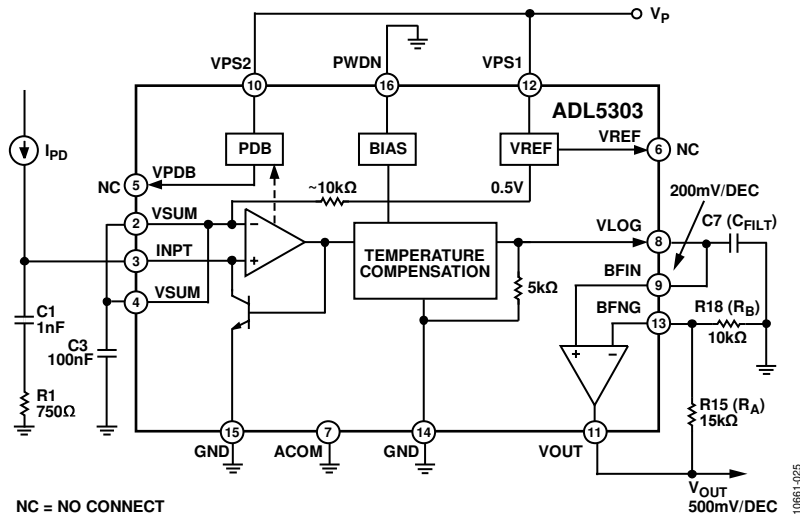 V_P
VPS2
PWDN
VPS1
10
16
12
ADL5303
I_PD
PDB
BIAS
VREF
VREF
6
NC
NC
5
VPDB
~10kΩ
0.5V
200mV/DEC
2
VSUM
VLOG
8
C7 (C_FILT)
3
INPT
TEMPERATURE
COMPENSATION
4
VSUM
5kΩ
BFIN
9
BFNG
13
R18 (R_B)
10kΩ
C1
1nF
C3
100nF
R1
750Ω
R15 (R_A)
15kΩ
15
7
14
11
GND
ACOM
GND
VOUT
V_OUT
500mV/DEC
NC = NO CONNECT
10661-025